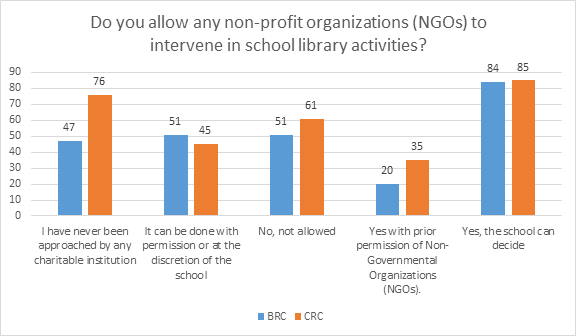 Do you allow any non-profit organizations (NGOs) to
intervene in school library activities?
90
80
70
60
50
40
30
20
10
0
47
76
51
45
51
61
20
35
84
85
I have never been
approached by any
charitable institution
It can be done with
permission or at the
discretion of the
school
No, not allowed
Yes with prior
permission of Non-
Governmental
Organizations
(NGOs).
Yes, the school can
decide
BRC
CRC